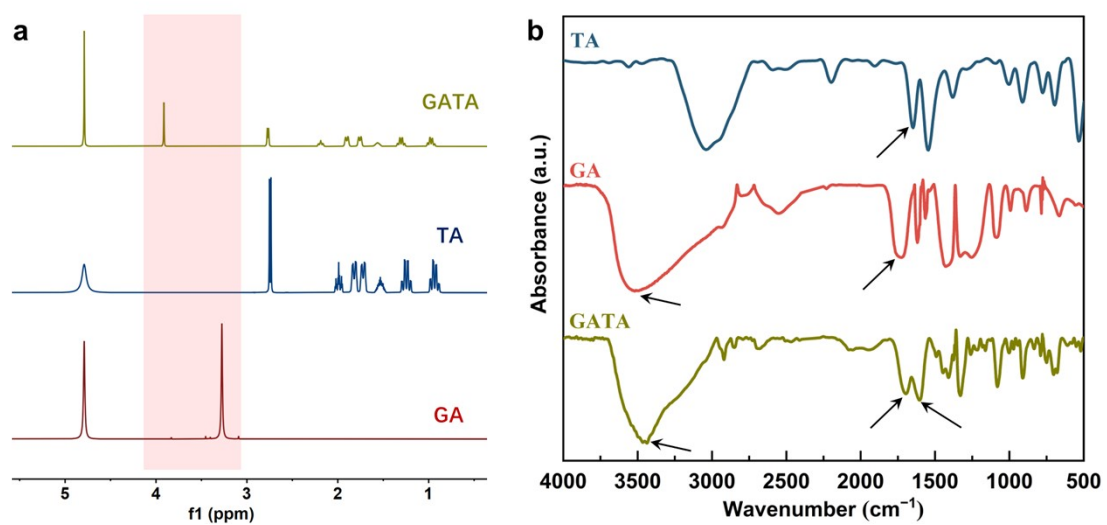 a
GATA
TA
GA
5 4 3 2 1
f1 (ppm)
b
TA
GA
GATA
Absorbance (a.u.)
4000 3500 3000 2500 2000 1500 1000 500
Wavenumber (cm⁻¹)